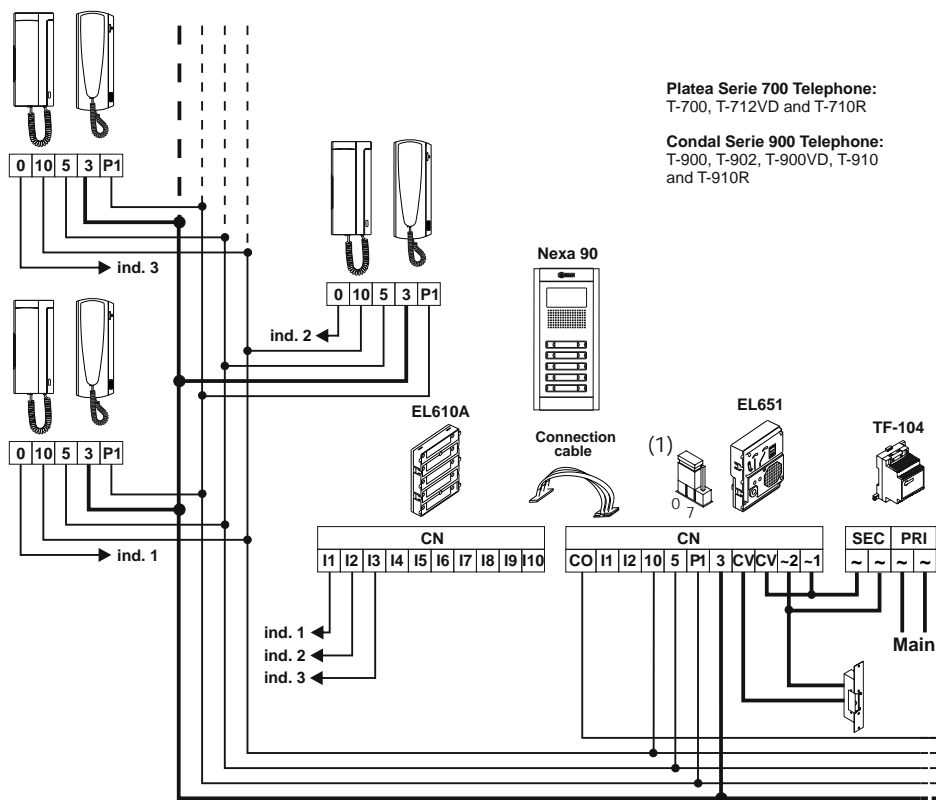 Platea Serie 700 Telephone:
T-700, T-712VD and T-710R
Condal Serie 900 Telephone:
T-900, T-902, T-900VD, T-910
and T-910R
0 10 5 3 P1
ind. 3
0 10 5 3 P1
ind. 2
Nexa 90
0 10 5 3 P1
ind. 1
EL610A
Connection
cable
(1)
0 7
EL651
TF-104
CN
I1 I2 I3 I4 I5 I6 I7 I8 I9 I10
CN
CO I1 I2 10 5 P1 3 CV CV ~2 ~1
SEC PRI
~ ~ ~ ~
ind. 1
ind. 2
ind. 3
Main